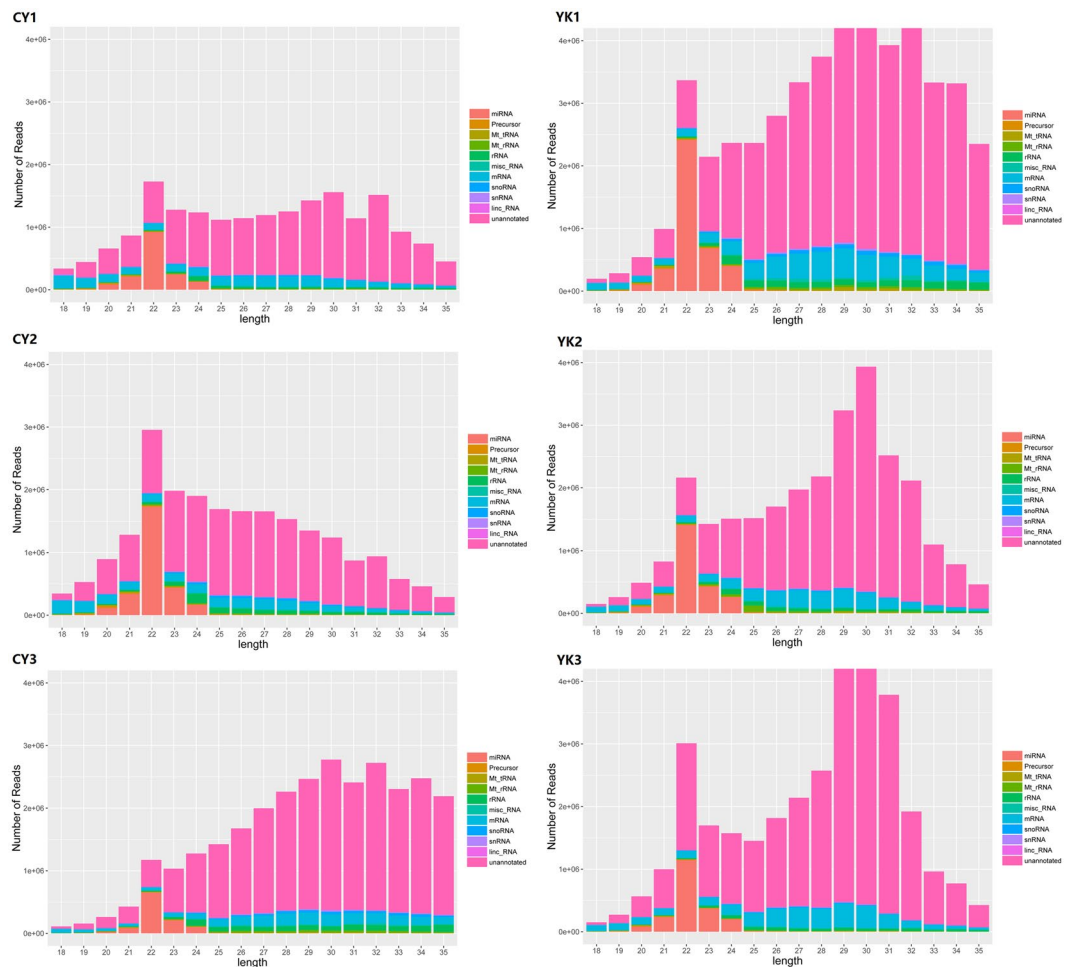 CY1
4e+06
3e+06
2e+06
1e+06
0e+00
Number of Reads
18 19 20 21 22 23 24 25 26 27 28 29 30 31 32 33 34 35
length
miRNA
Precursor
Mt_tRNA
Mt_rRNA
rRNA
misc_RNA
mRNA
snoRNA
snRNA
linc_RNA
unannotated
YK1
4e+06
3e+06
2e+06
1e+06
0e+00
Number of Reads
18 19 20 21 22 23 24 25 26 27 28 29 30 31 32 33 34 35
length
miRNA
Precursor
Mt_tRNA
Mt_rRNA
rRNA
misc_RNA
mRNA
snoRNA
snRNA
linc_RNA
unannotated
CY2
4e+06
3e+06
2e+06
1e+06
0e+00
Number of Reads
18 19 20 21 22 23 24 25 26 27 28 29 30 31 32 33 34 35
length
miRNA
Precursor
Mt_tRNA
Mt_rRNA
rRNA
misc_RNA
mRNA
snoRNA
snRNA
linc_RNA
unannotated
YK2
4e+06
3e+06
2e+06
1e+06
0e+00
Number of Reads
18 19 20 21 22 23 24 25 26 27 28 29 30 31 32 33 34 35
length
miRNA
Precursor
Mt_tRNA
Mt_rRNA
rRNA
misc_RNA
mRNA
snoRNA
snRNA
linc_RNA
unannotated
CY3
4e+06
3e+06
2e+06
1e+06
0e+00
Number of Reads
18 19 20 21 22 23 24 25 26 27 28 29 30 31 32 33 34 35
length
miRNA
Precursor
Mt_tRNA
Mt_rRNA
rRNA
misc_RNA
mRNA
snoRNA
snRNA
linc_RNA
unannotated
YK3
4e+06
3e+06
2e+06
1e+06
0e+00
Number of Reads
18 19 20 21 22 23 24 25 26 27 28 29 30 31 32 33 34 35
length
miRNA
Precursor
Mt_tRNA
Mt_rRNA
rRNA
misc_RNA
mRNA
snoRNA
snRNA
linc_RNA
unannotated